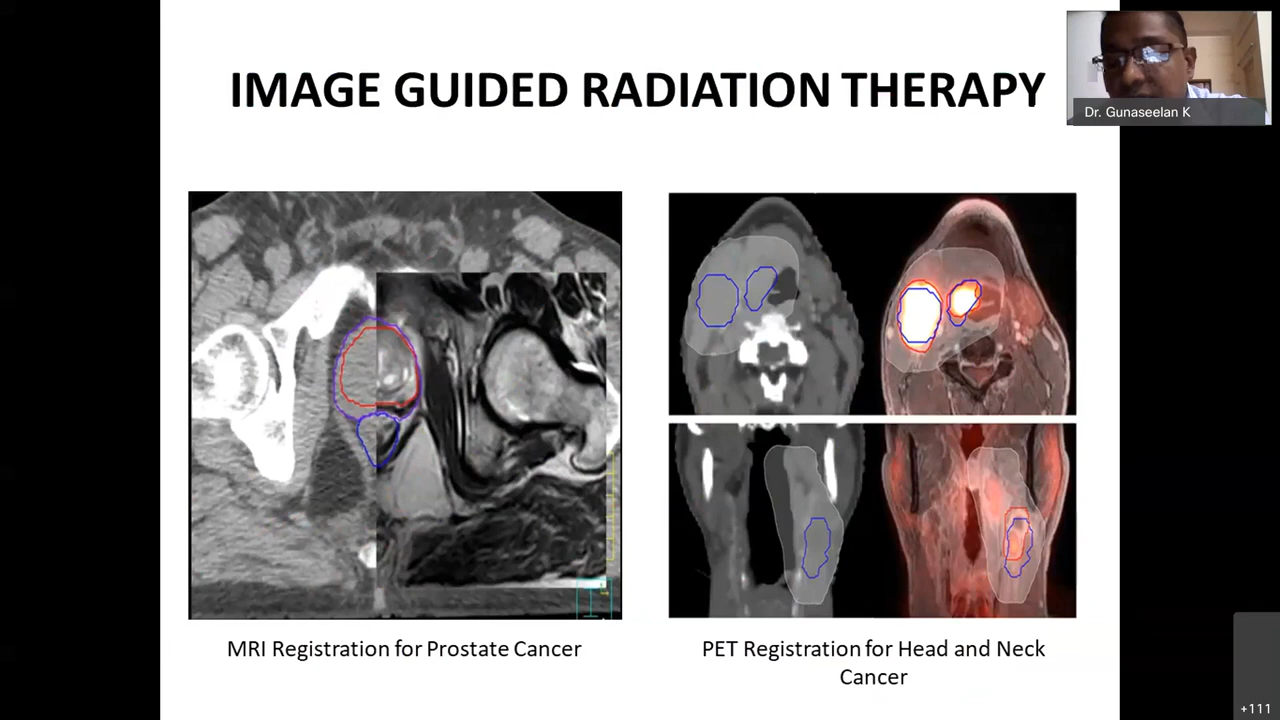 IMAGE GUIDED RADIATION THERAPY
Dr. Gunaseelan K
MRI Registration for Prostate Cancer
PET Registration for Head and Neck
Cancer
+111